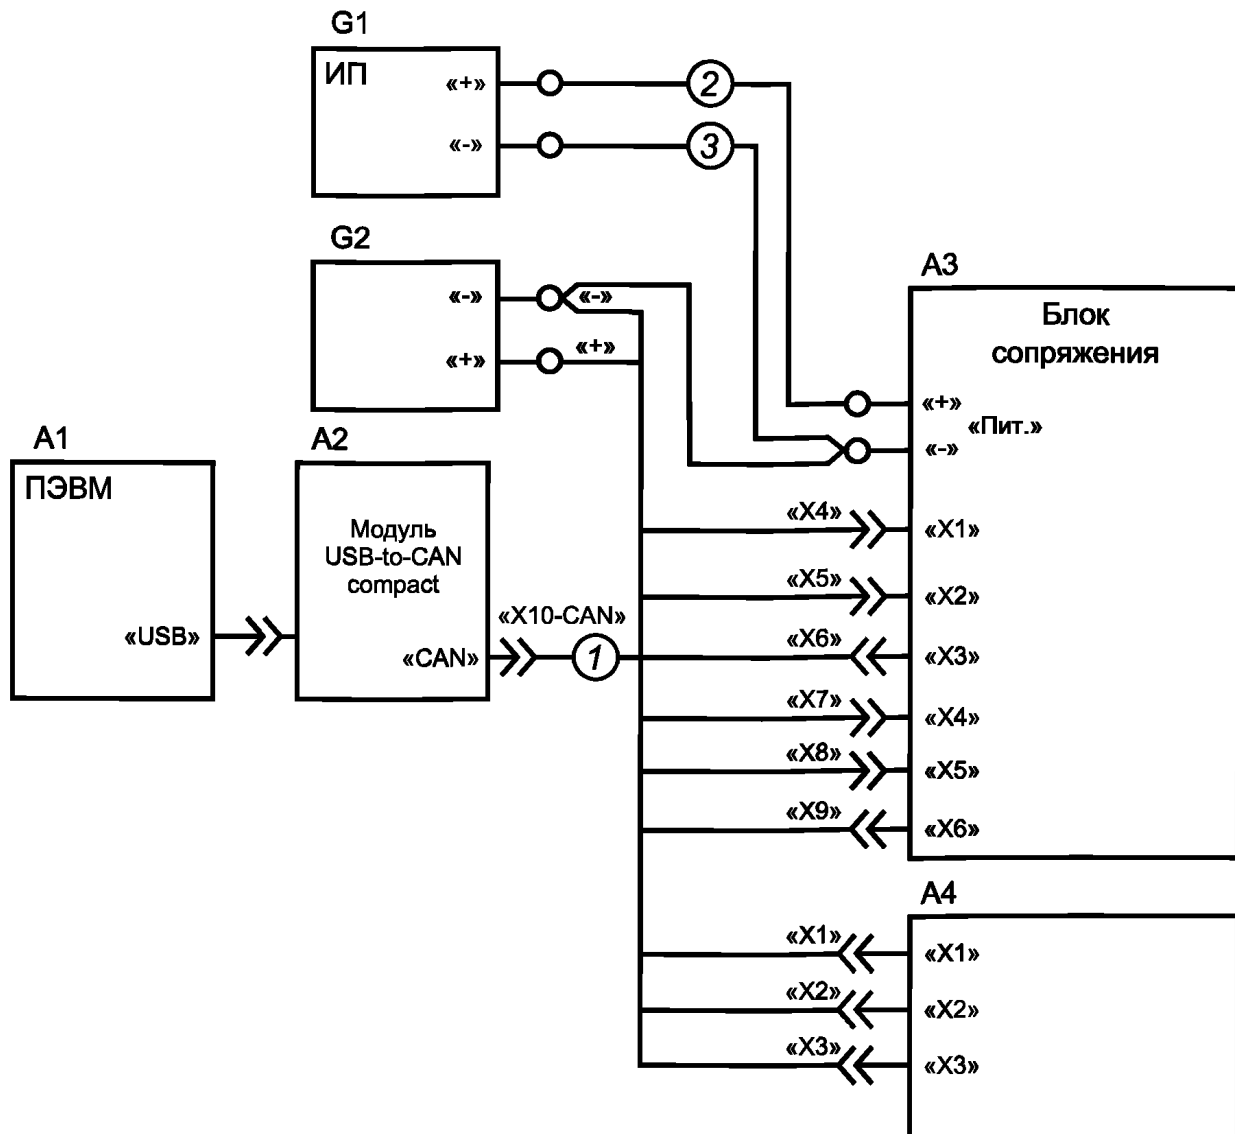 G1
ИП
«+»
2
«-»
3
G2
«-»
«-»
«+»
«+»
A3
Блок
сопряжения
«+»
«Пит.»
«-»
A1
ПЭВМ
«USB»
A2
Модуль
USB-to-CAN
compact
«CAN»
«X10-CAN»
1
«X4»
«X1»
«X5»
«X2»
«X6»
«X3»
«X7»
«X4»
«X8»
«X5»
«X9»
«X6»
A4
«X1»
«X1»
«X2»
«X2»
«X3»
«X3»